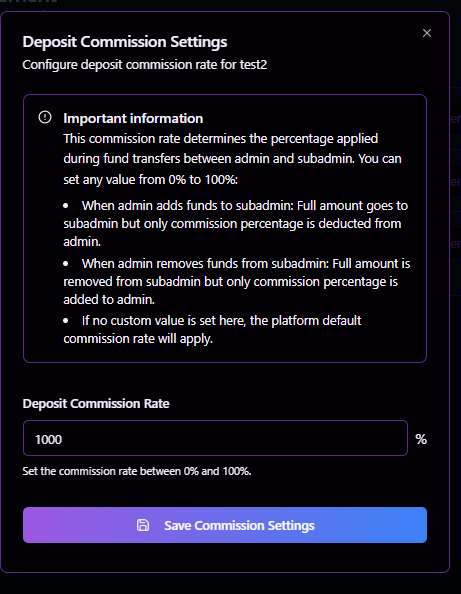 Deposit Commission Settings
Configure deposit commission rate for test2
Important information
This commission rate determines the percentage applied
during fund transfers between admin and subadmin. You can
set any value from 0% to 100%:
• When admin adds funds to subadmin: Full amount goes to
subadmin but only commission percentage is deducted from
admin.
• When admin removes funds from subadmin: Full amount is
removed from subadmin but only commission percentage is
added to admin.
• If no custom value is set here, the platform default
commission rate will apply.
Deposit Commission Rate
1000 %
Set the commission rate between 0% and 100%.
Save Commission Settings